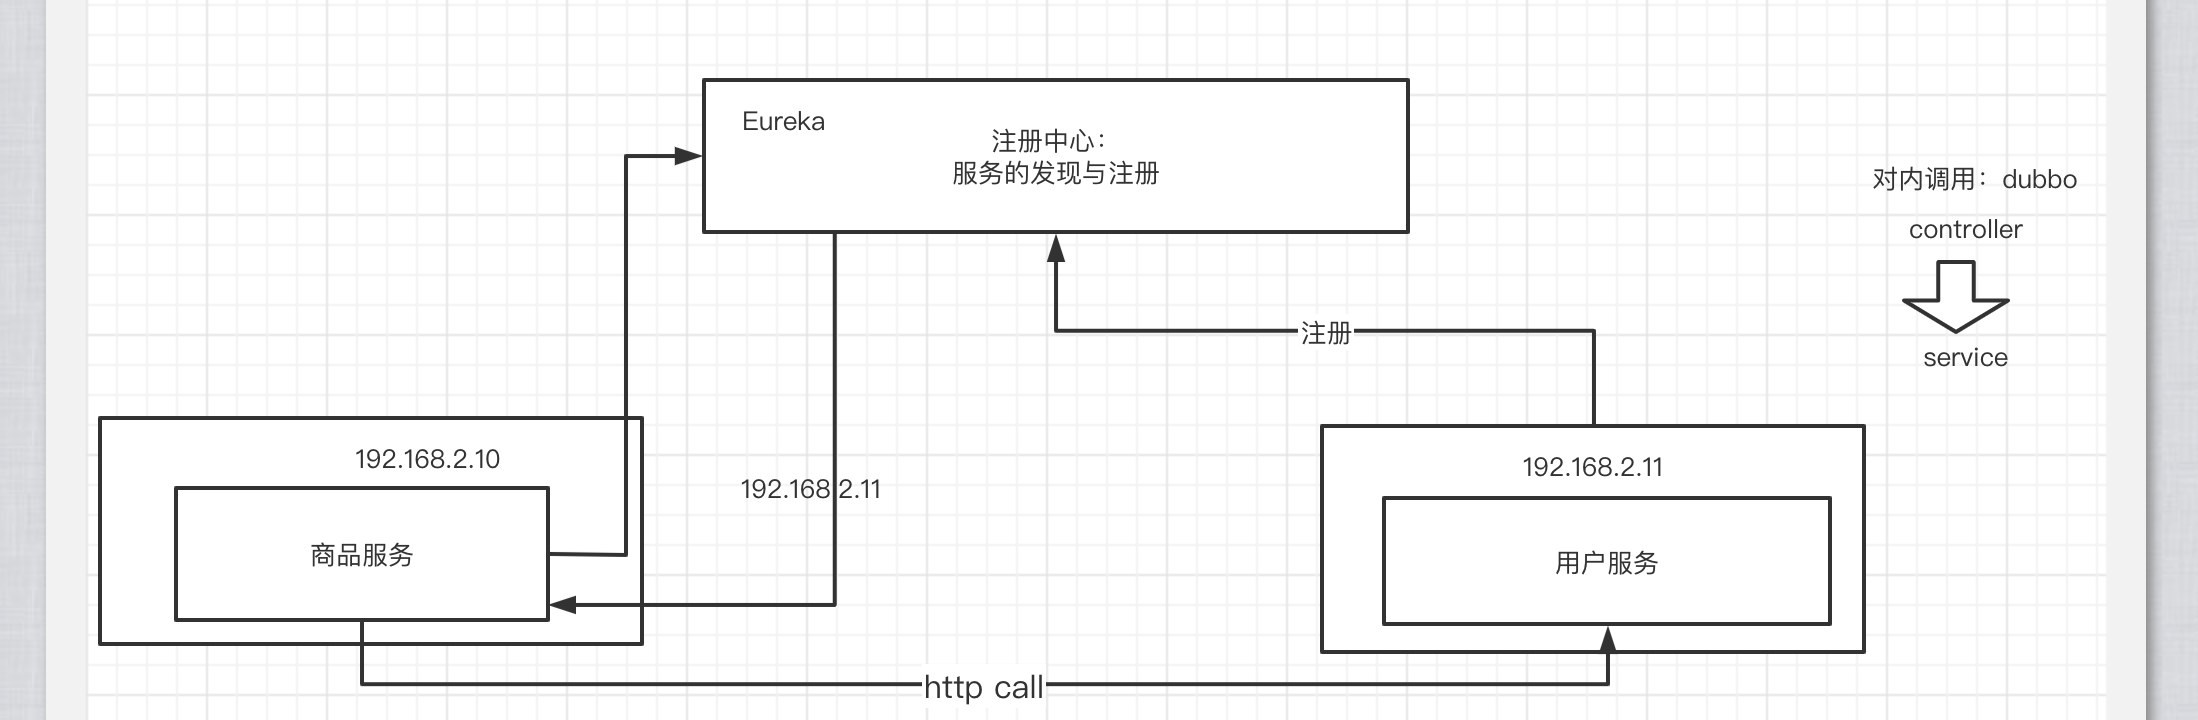 Eureka
注册中心：
服务的发现与注册
对内调用：dubbo
controller
service
注册
192.168.2.10
商品服务
192.168.2.11
192.168.2.11
用户服务
http call